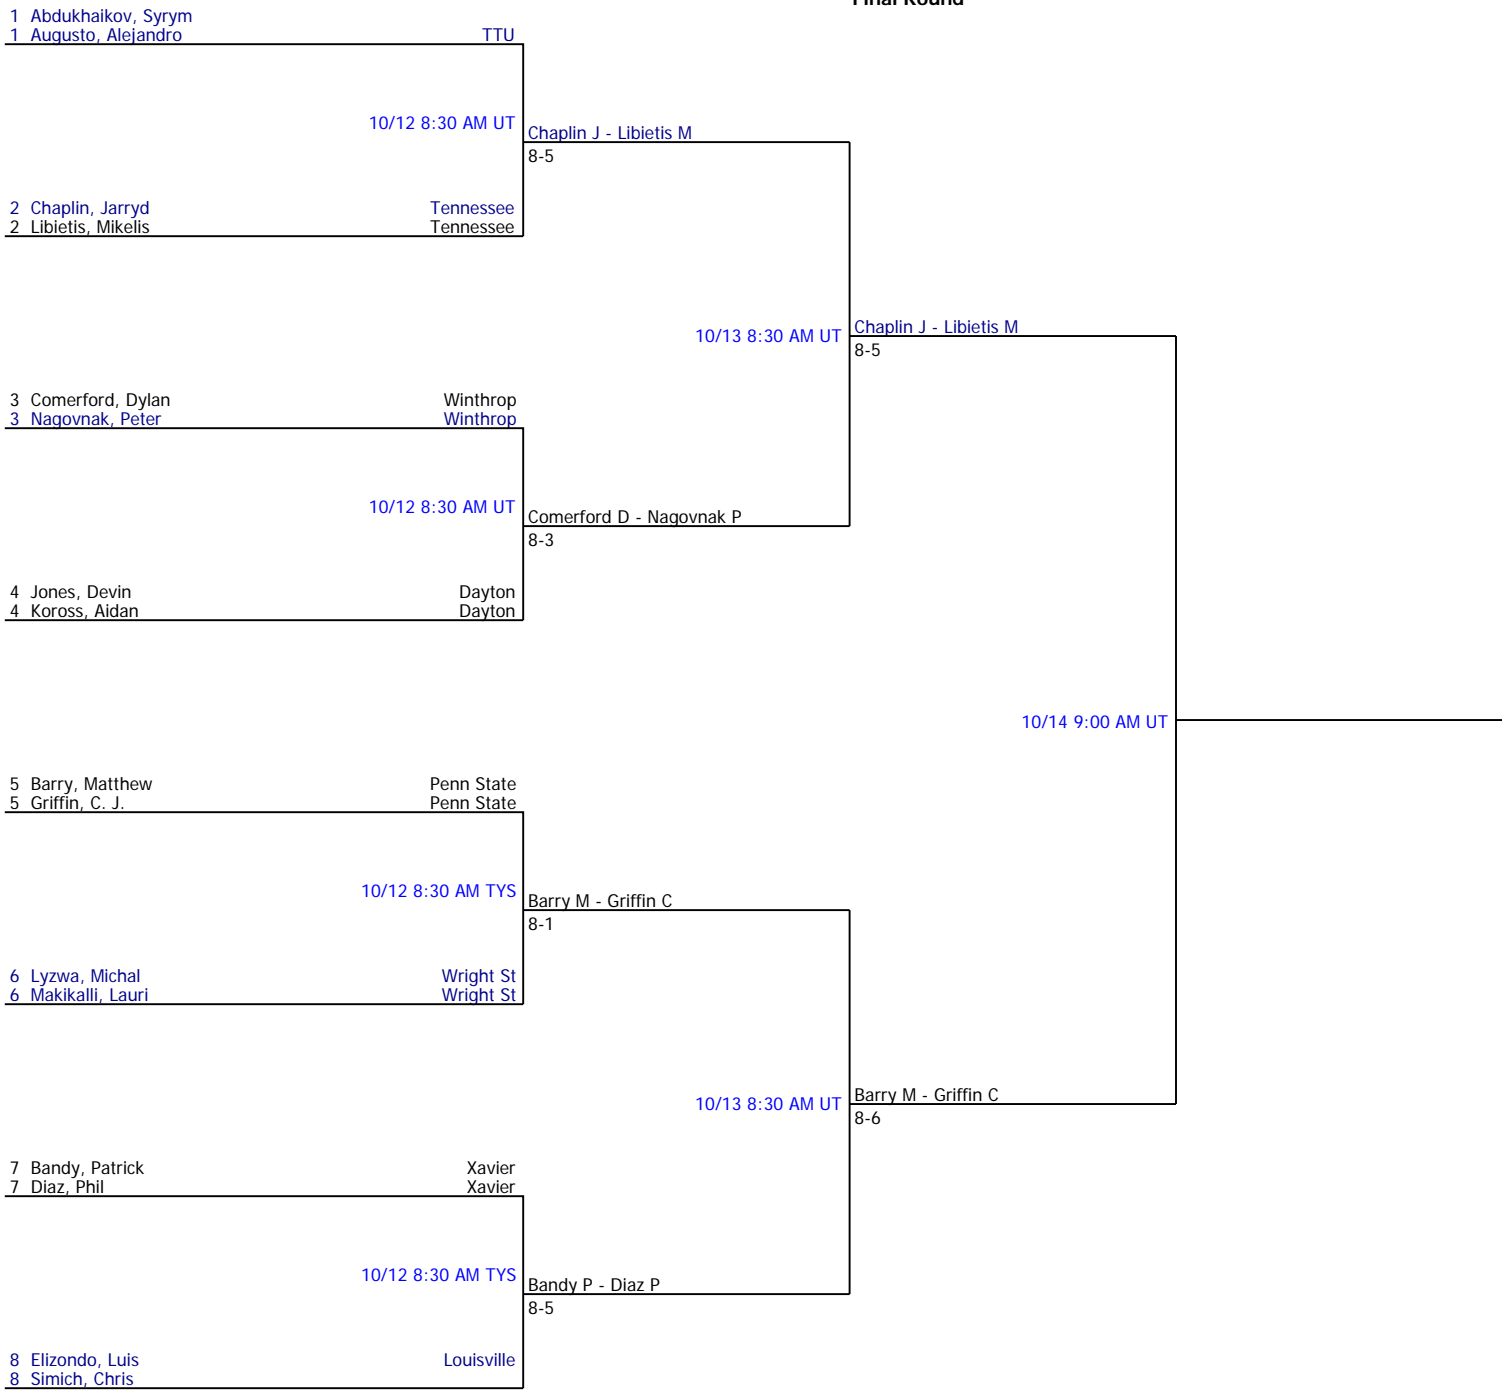 Final Round
1 Abdukhaikov, Syrym
1 Augusto, Alejandro TTU
10/12 8:30 AM UT
Chaplin J - Libietis M
8-5
2 Chaplin, Jarryd Tennessee
2 Libietis, Mikelis Tennessee
10/13 8:30 AM UT
Chaplin J - Libietis M
8-5
3 Comerford, Dylan Winthrop
3 Nagovnak, Peter Winthrop
10/12 8:30 AM UT
Comerford D - Nagovnak P
8-3
4 Jones, Devin Dayton
4 Koross, Aidan Dayton
10/14 9:00 AM UT
5 Barry, Matthew Penn State
5 Griffin, C. J. Penn State
10/12 8:30 AM TYS
Barry M - Griffin C
8-1
6 Lyzwa, Michal Wright St
6 Makikalli, Lauri Wright St
10/13 8:30 AM UT
Barry M - Griffin C
8-6
7 Bandy, Patrick Xavier
7 Diaz, Phil Xavier
10/12 8:30 AM TYS
Bandy P - Diaz P
8-5
8 Elizondo, Luis Louisville
8 Simich, Chris